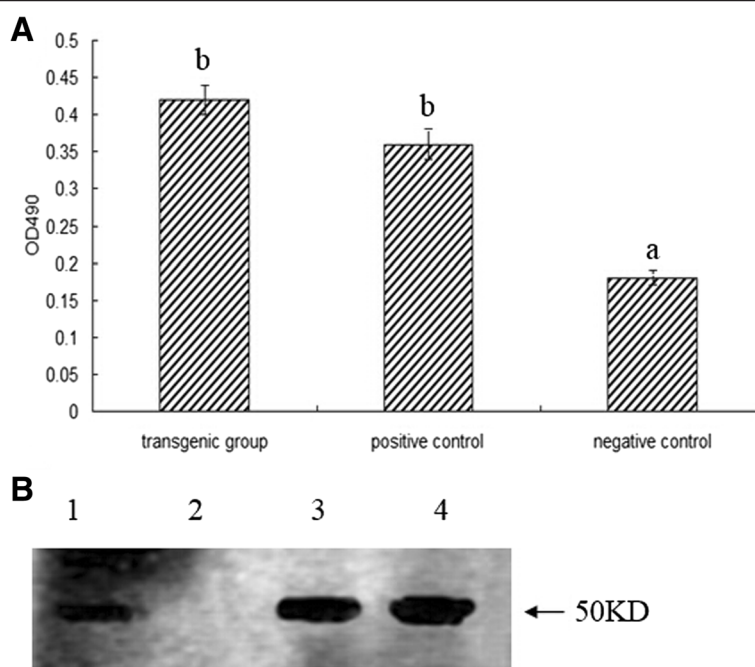 A
0.5
0.45
0.4
0.35
0.3
0.25
0.2
0.15
0.1
0.05
0
OD490
b
b
a
transgenic group
positive control
negative control
B
1 2 3 4
50KD